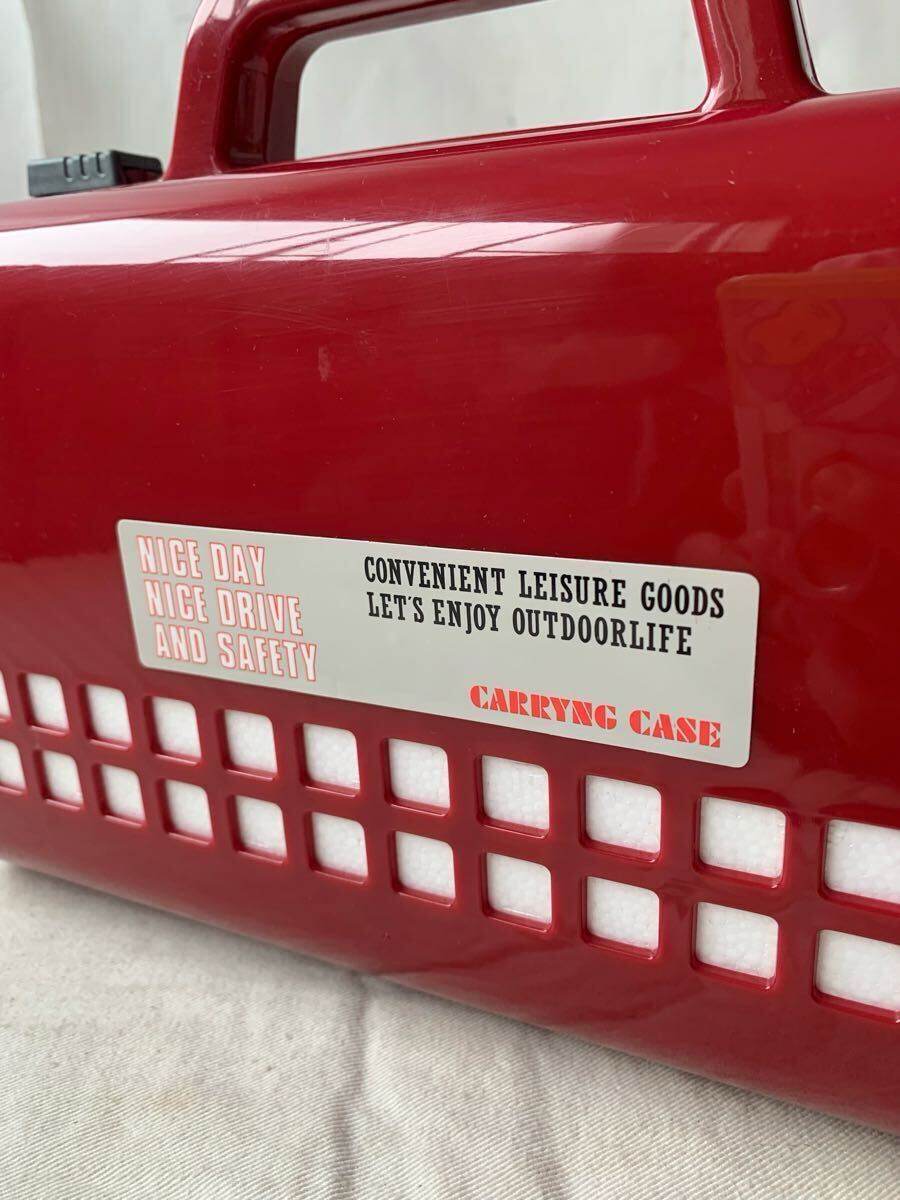 NICE DAY
NICE DRIVE
AND SAFETY
CONVENIENT LEISURE GOODS
LET'S ENJOY OUTDOORLIFE
CARRYNG CASE